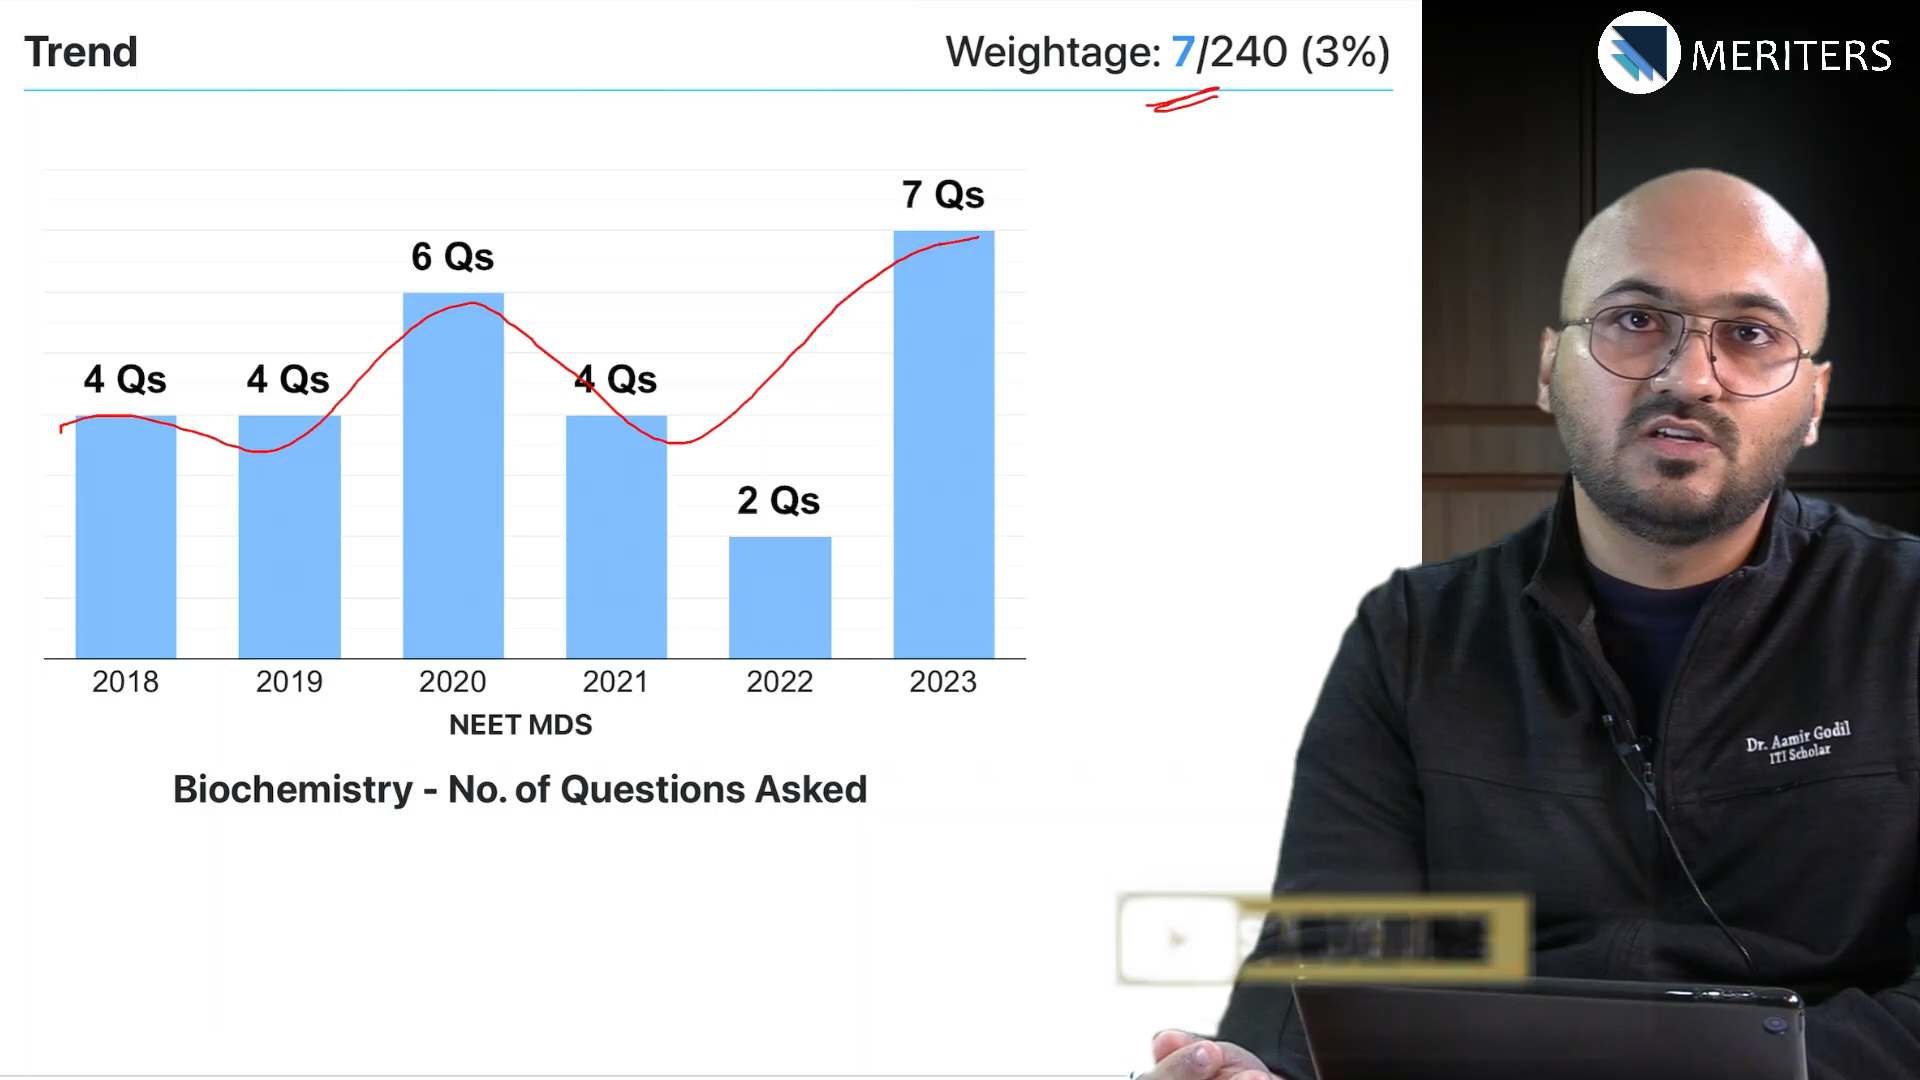 Trend
Weightage: 7/240 (3%)
MERITERS
7 Qs
6 Qs
4 Qs
4 Qs
4 Qs
2 Qs
2018
2019
2020
2021
2022
2023
NEET MDS
Biochemistry - No. of Questions Asked
Dr. Aamir Godil
ITI Scholar